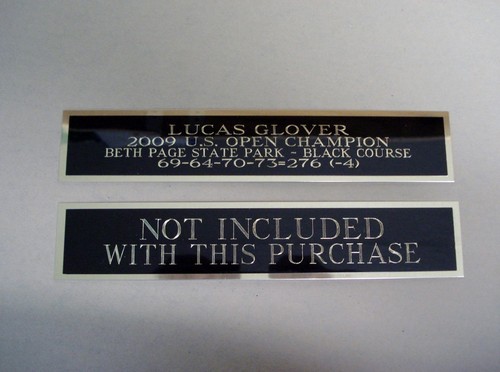 LUCAS GLOVER
2009 U.S. OPEN CHAMPION
BETH PAGE STATE PARK - BLACK COURSE
69-64-70-73=276 (-4)
NOT INCLUDED
WITH THIS PURCHASE